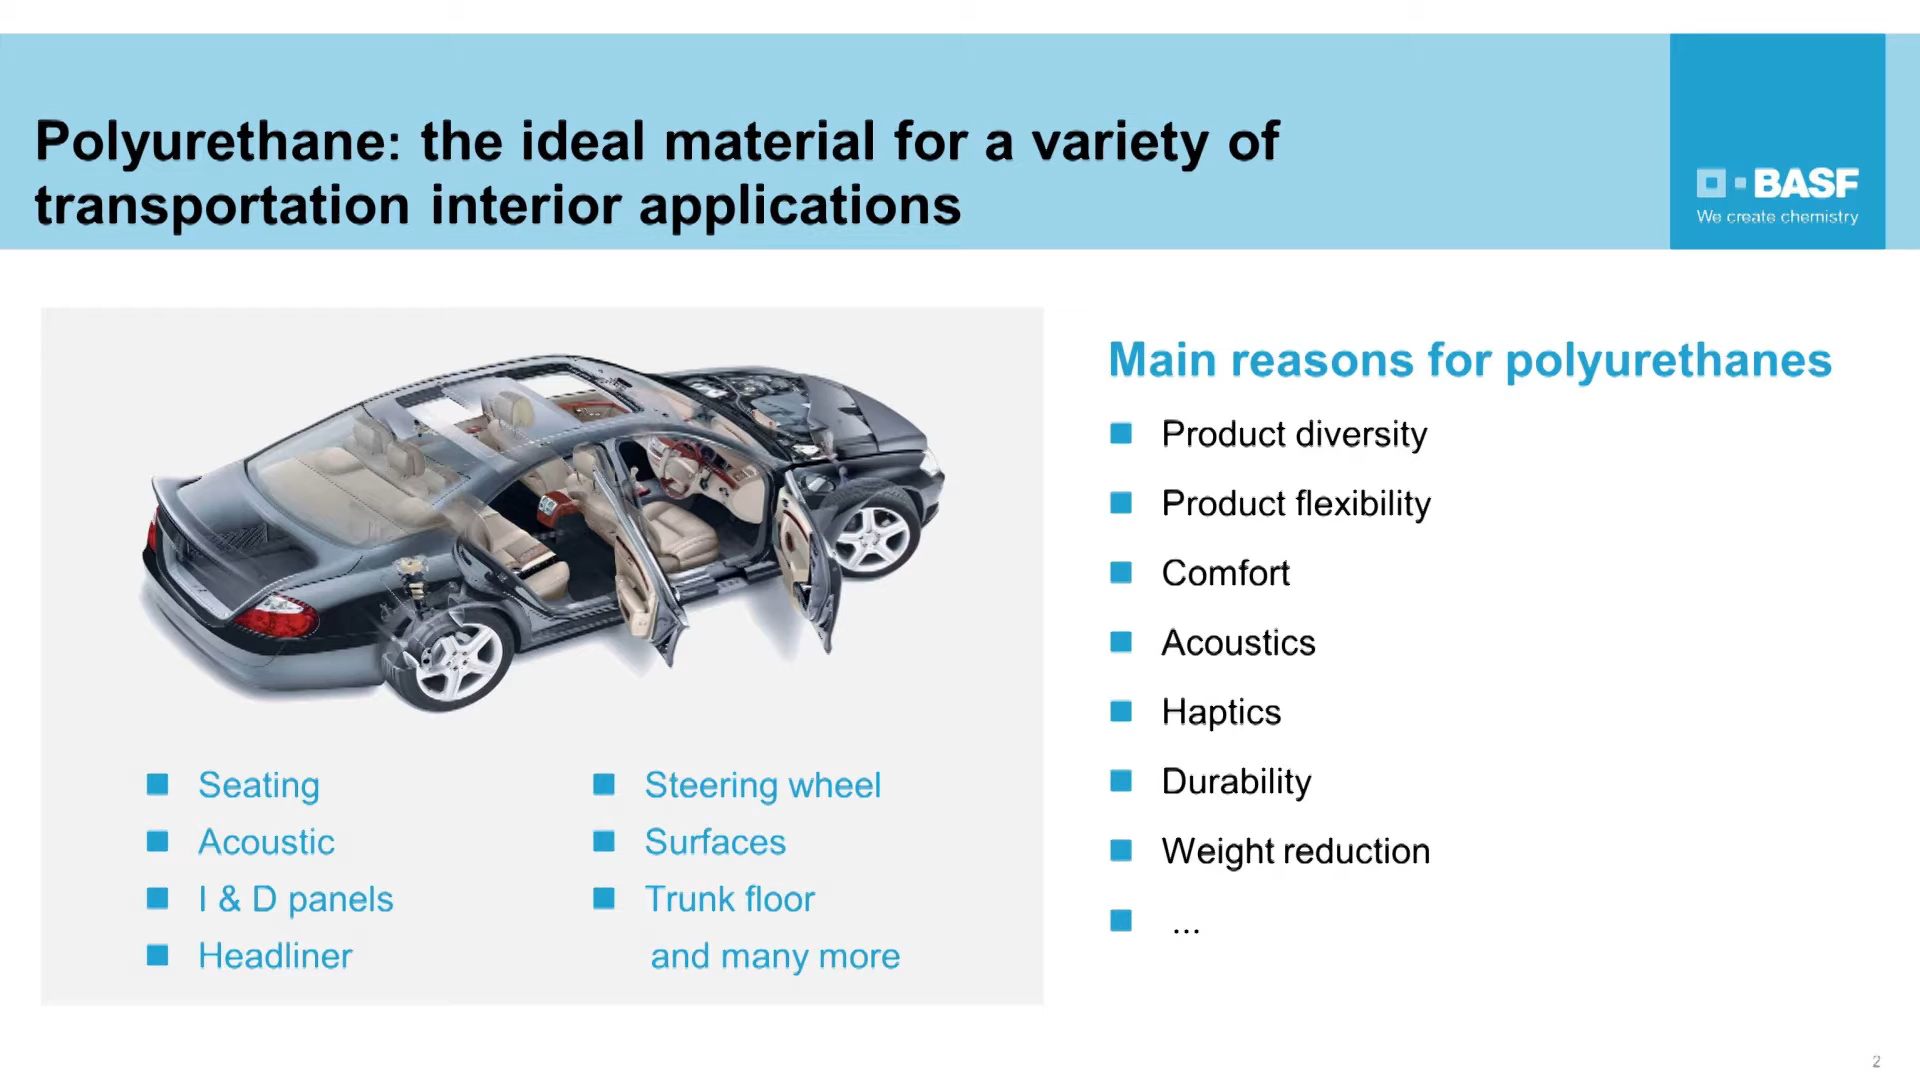 Polyurethane: the ideal material for a variety of
transportation interior applications
BASF
We create chemistry
Seating
Acoustic
I & D panels
Headliner
Steering wheel
Surfaces
Trunk floor
and many more
Main reasons for polyurethanes
Product diversity
Product flexibility
Comfort
Acoustics
Haptics
Durability
Weight reduction
...
2